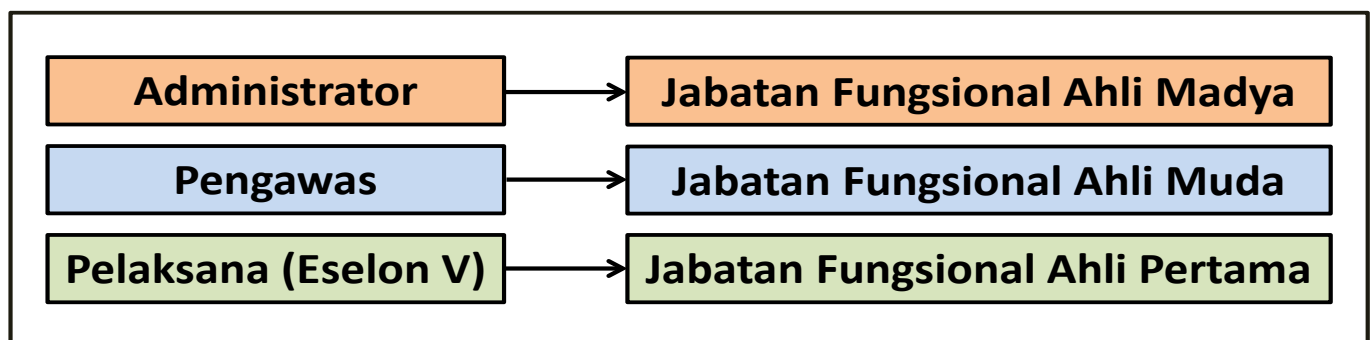 Administrator
Jabatan Fungsional Ahli Madya
Pengawas
Jabatan Fungsional Ahli Muda
Pelaksana (Eselon V)
Jabatan Fungsional Ahli Pertama